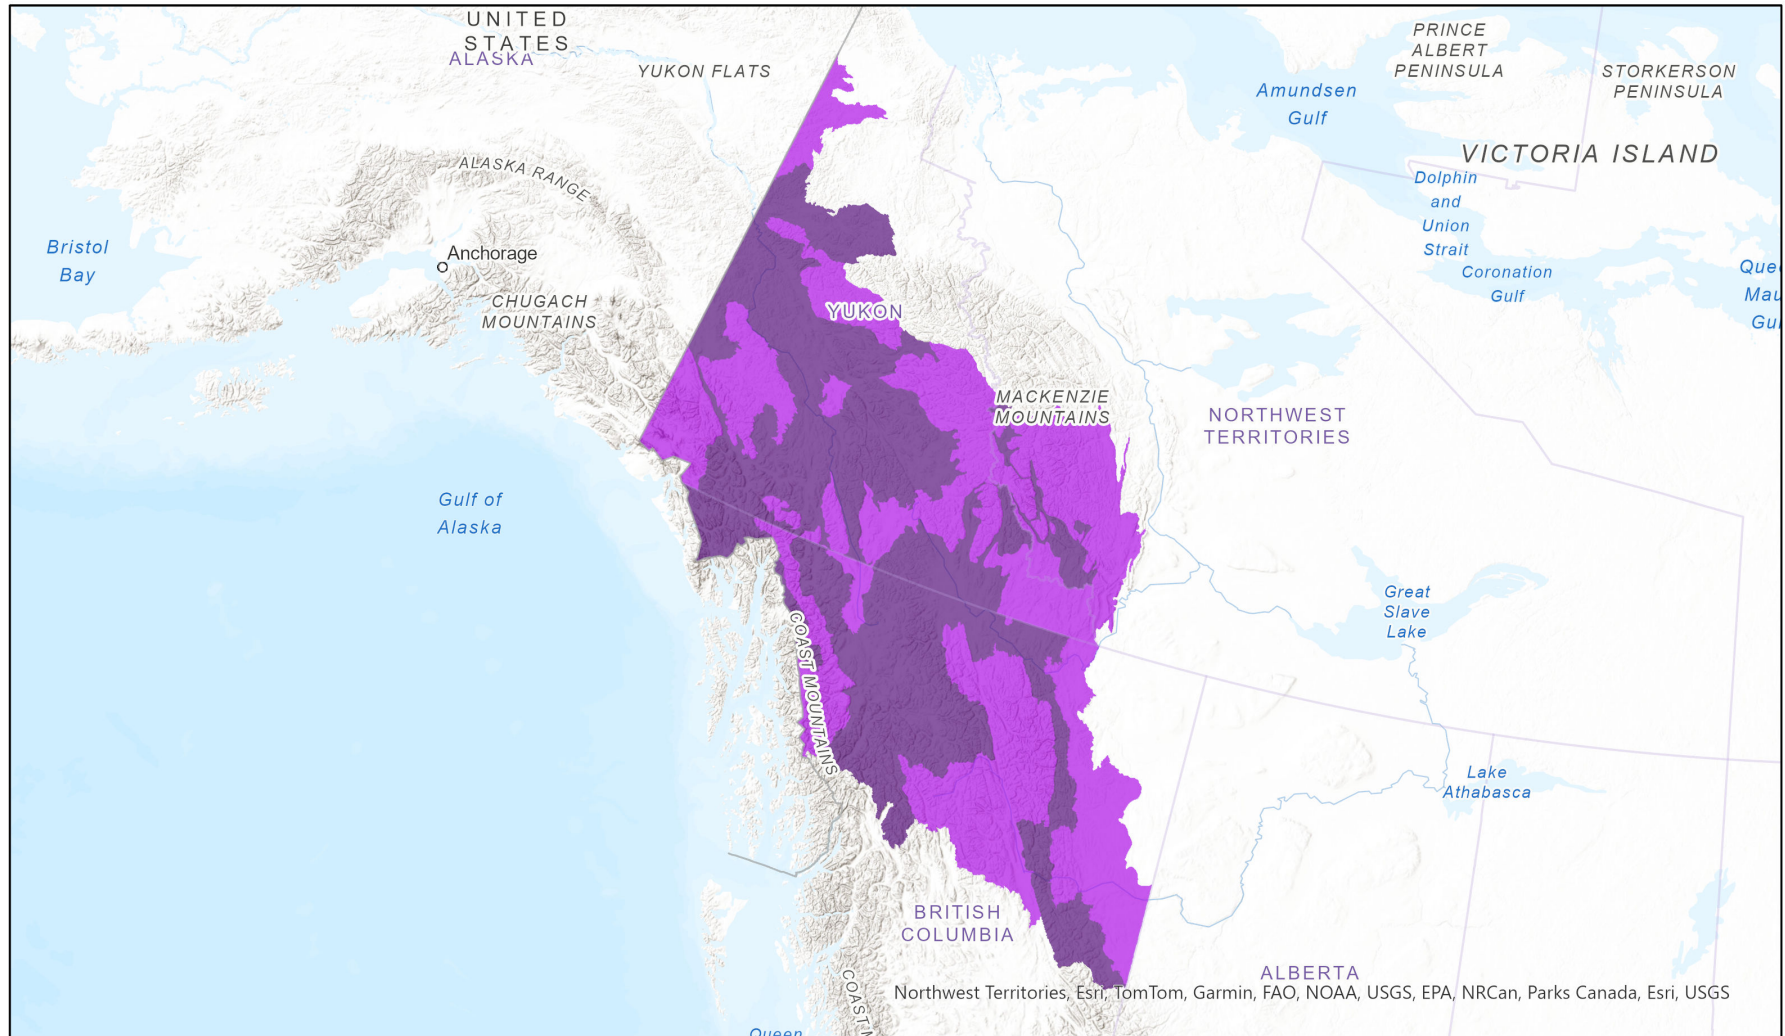 UNITED
STATES
ALASKA
YUKON FLATS
PRINCE
ALBERT
PENINSULA
STORKERSON
PENINSULA
Amundsen
Gulf
VICTORIA ISLAND
ALASKA RANGE
Dolphin
and
Union
Strait
Bristol
Bay
Anchorage
Coronation
Gulf
CHUGACH
MOUNTAINS
YUKON
MACKENZIE
MOUNTAINS
NORTHWEST
TERRITORIES
Gulf of
Alaska
Great
Slave
Lake
COAST MOUNTAINS
Lake
Athabasca
BRITISH
COLUMBIA
ALBERTA
Northwest Territories, Esri, TomTom, Garmin, FAO, NOAA, USGS, EPA, NRCan, Parks Canada, Esri, USGS
Queen